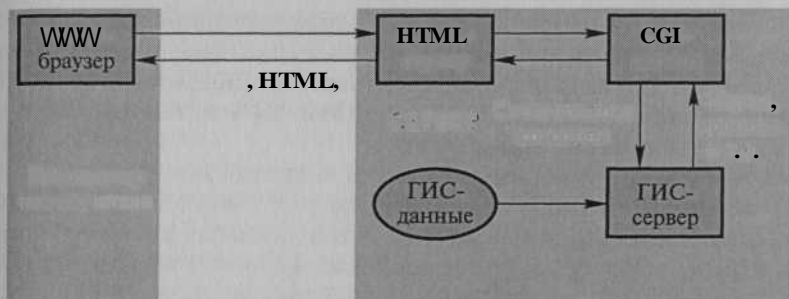 WWW
браузер
HTML
CGI
, HTML,
,
. .
ГИС-
данные
ГИС-
сервер